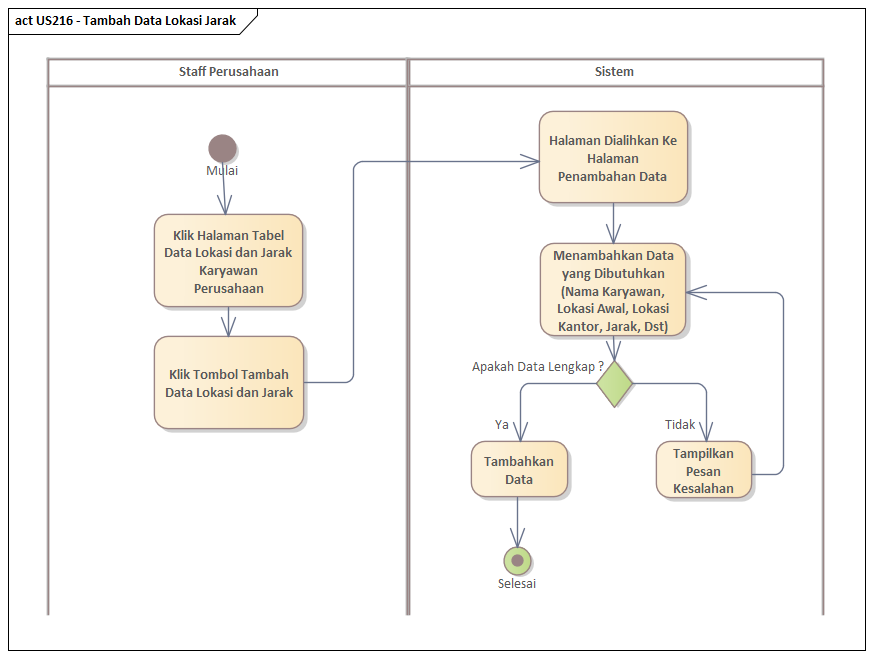 act US216 - Tambah Data Lokasi Jarak
Staff Perusahaan
Sistem
Mulai
Klik Halaman Tabel
Data Lokasi dan Jarak
Karyawan
Perusahaan
Klik Tombol Tambah
Data Lokasi dan Jarak
Halaman Dialihkan Ke
Halaman
Penambahan Data
Menambahkan Data
yang Dibutuhkan
(Nama Karyawan,
Lokasi Awal, Lokasi
Kantor, Jarak, Dst)
Apakah Data Lengkap ?
Ya
Tidak
Tambahkan
Data
Tampilkan
Pesan
Kesalahan
Selesai